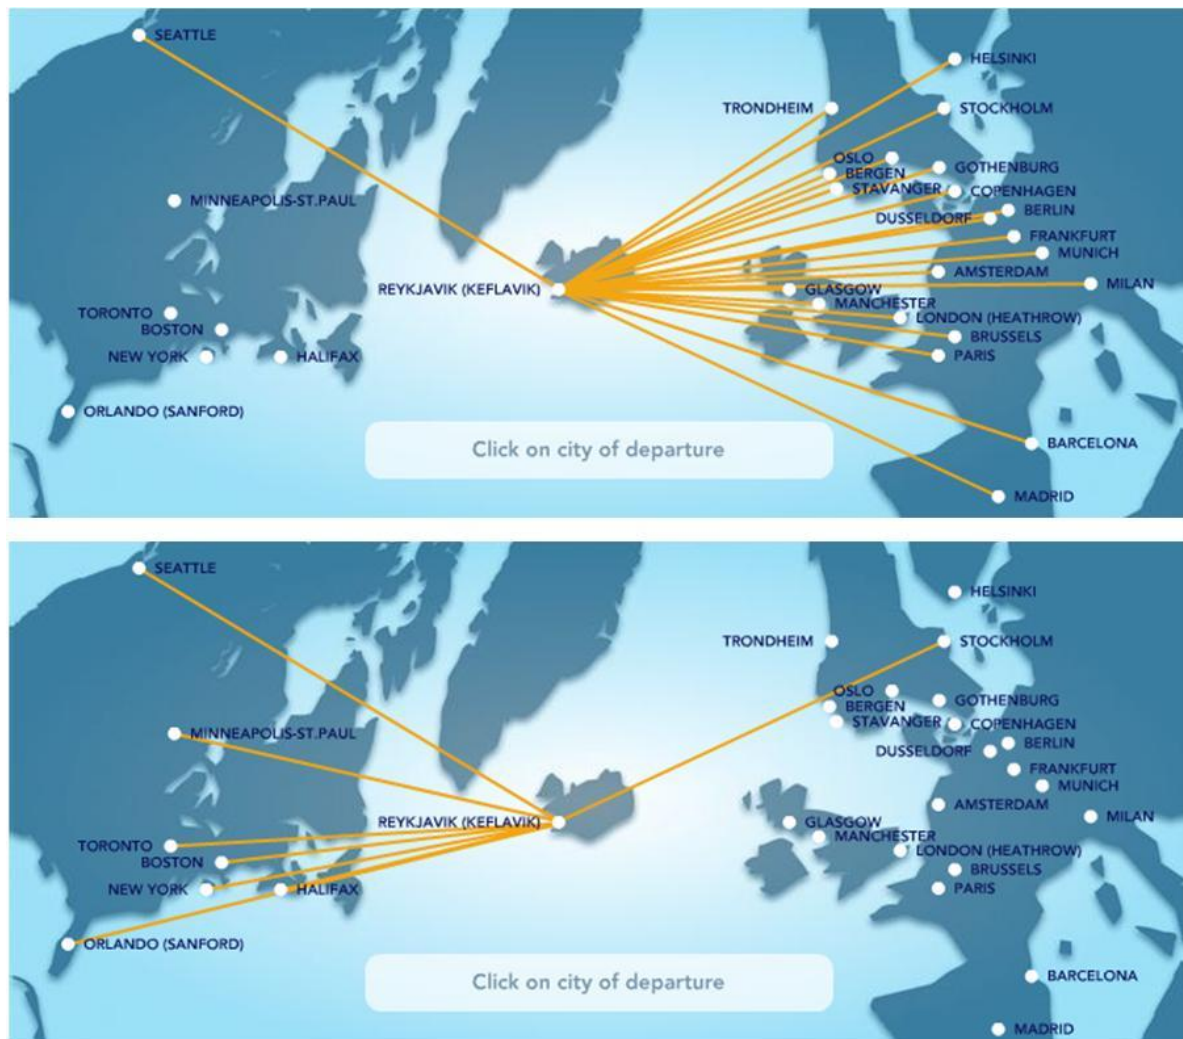 SEATTLE
HELSINKI
TRONDHEIM
STOCKHOLM
OSLO
GOTHENBURG
BERGEN
STAVANGER
COPENHAGEN
MINNEAPOLIS-ST.PAUL
BERLIN
DUSSELDORF
FRANKFURT
MUNICH
AMSTERDAM
MILAN
REYKJAVIK (KEFLAVIK)
GLASGOW
MANCHESTER
TORONTO
LONDON (HEATHROW)
BOSTON
BRUSSELS
NEW YORK
HALIFAX
PARIS
ORLANDO (SANFORD)
Click on city of departure
BARCELONA
MADRID
SEATTLE
HELSINKI
TRONDHEIM
STOCKHOLM
OSLO
GOTHENBURG
BERGEN
STAVANGER
COPENHAGEN
MINNEAPOLIS-ST.PAUL
BERLIN
DUSSELDORF
FRANKFURT
MUNICH
AMSTERDAM
MILAN
REYKJAVIK (KEFLAVIK)
GLASGOW
MANCHESTER
TORONTO
LONDON (HEATHROW)
BOSTON
BRUSSELS
NEW YORK
HALIFAX
PARIS
ORLANDO (SANFORD)
BARCELONA
Click on city of departure
MADRID